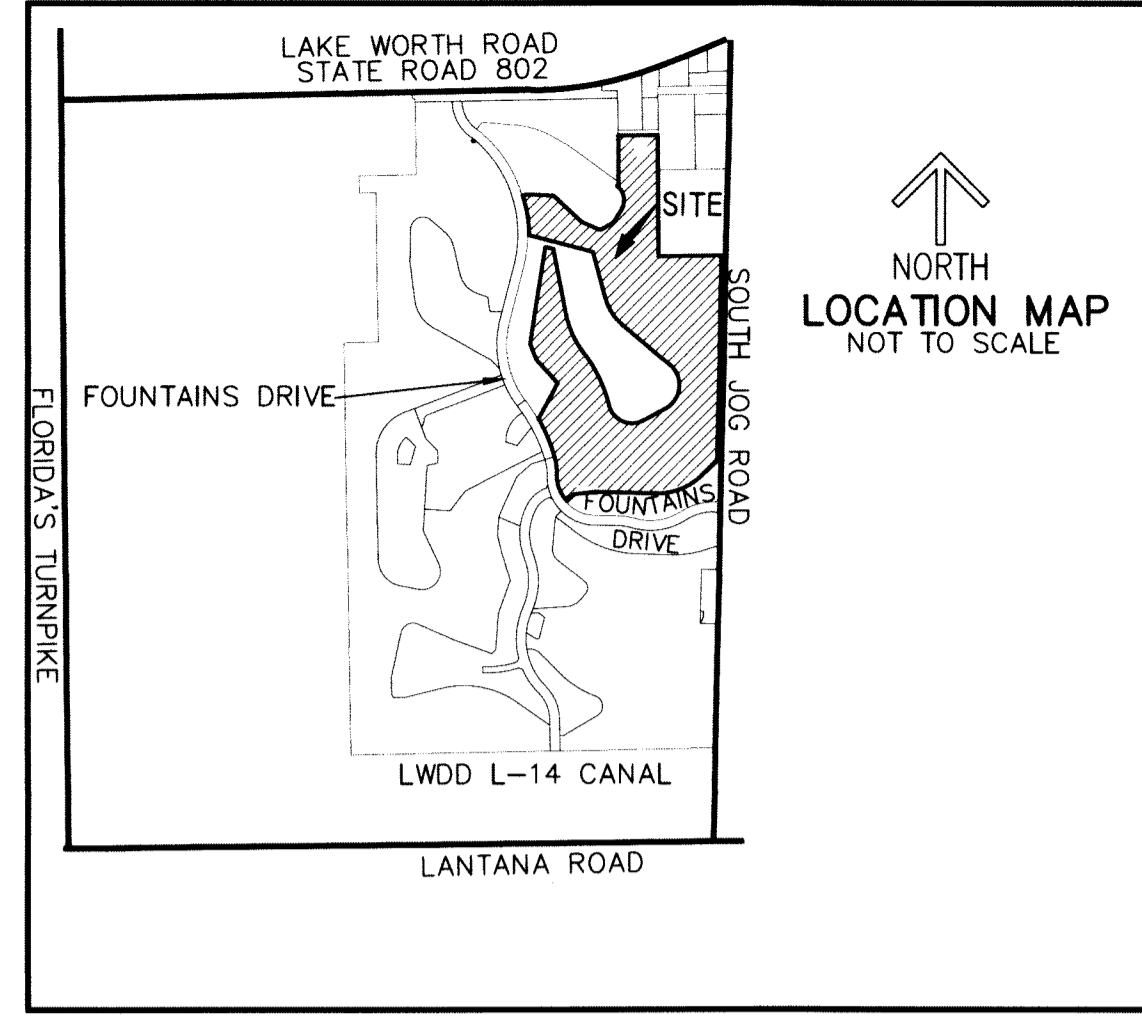 LAKE WORTH ROAD
STATE ROAD 802
SITE
NORTH
LOCATION MAP
NOT TO SCALE
SOUTH JOG ROAD
FOUNTAINS DRIVE
FLORIDA'S TURNPIKE
FOUNTAINS
DRIVE
LWDD L-14 CANAL
LANTANA ROAD